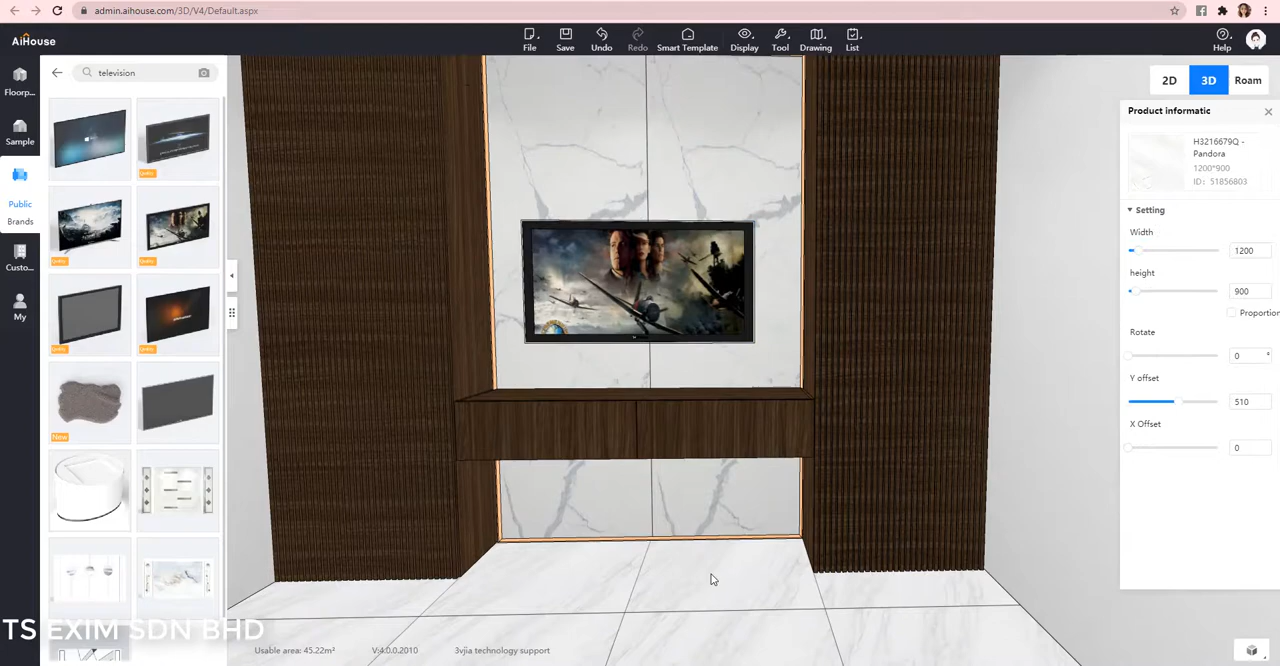 admin.aihouse.com/3D/V4/Default.aspx
AiHouse
File
Save
Undo
Redo
Smart Template
Display
Tool
Drawing
List
Help
television
2D
3D
Roam
Floorp...
Sample
Public
Brands
Custo...
My
New
Product informatic
H3216679Q -
Pandora
1200*900
ID: 51856803
Setting
Width
1200
height
900
Proportion
Rotate
0 °
Y offset
510
X Offset
0
TS EXIM SDN BHD
Usable area: 45.22m²
V:4.0.0.2010
3vjia technology support